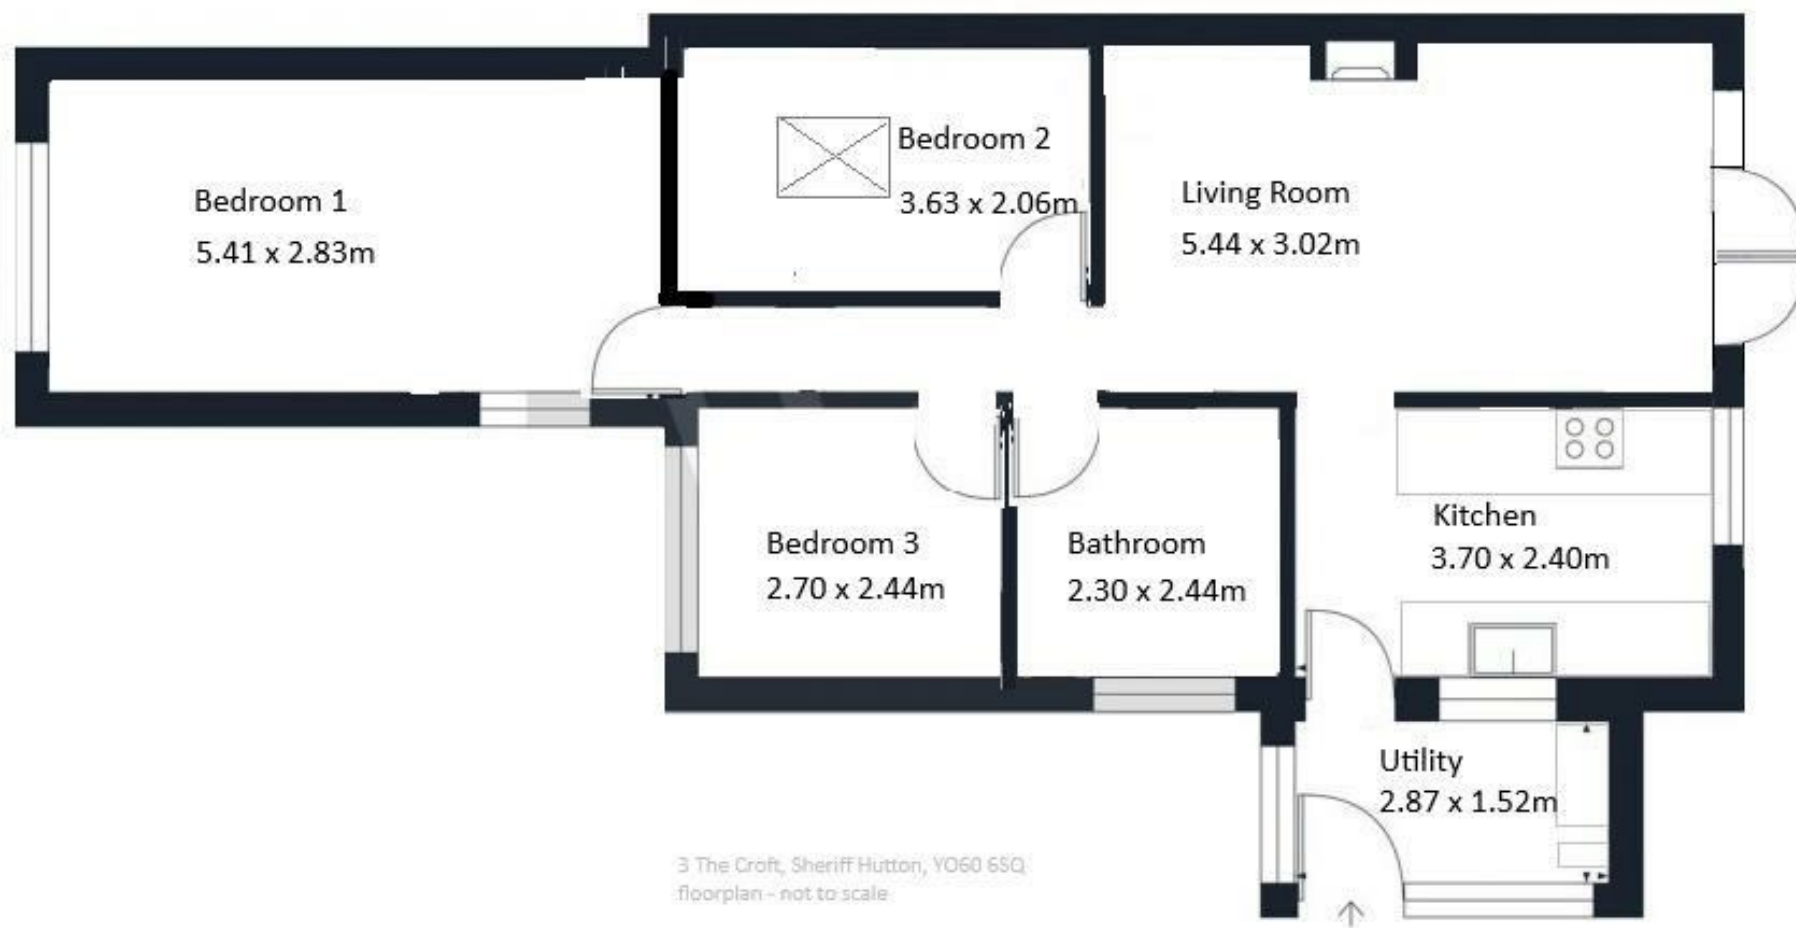 Bedroom 1
5.41 x 2.83m
Bedroom 2
3.63 x 2.06m
Living Room
5.44 x 3.02m
Bedroom 3
2.70 x 2.44m
Bathroom
2.30 x 2.44m
Kitchen
3.70 x 2.40m
Utility
2.87 x 1.52m
3 The Croft, Sheriff Hutton, YO60 6SQ
floorplan - not to scale